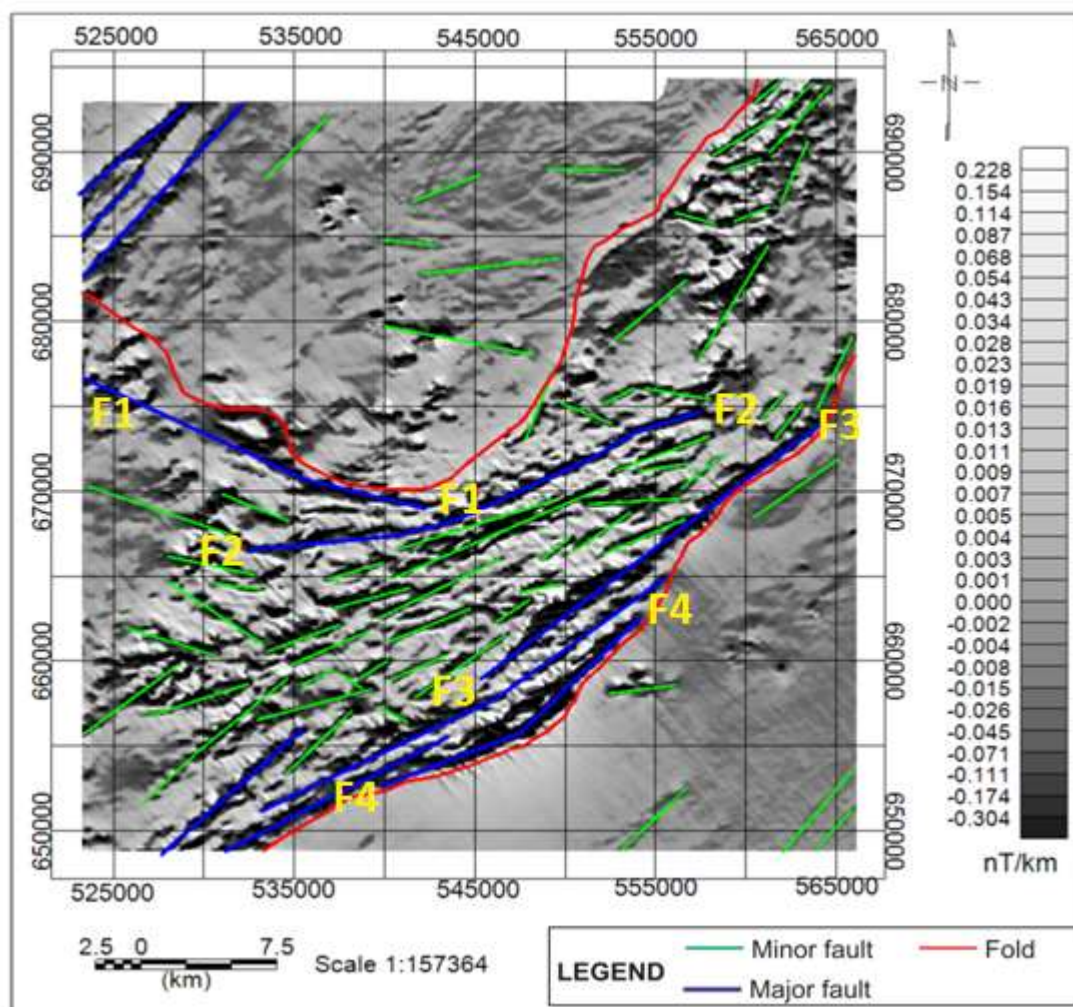 525000 535000 545000 555000 565000
N
690000 690000
0.228
0.154
0.114
0.087
0.068
0.054
0.043
0.034
0.028
0.023
0.019
0.016
0.013
0.010
0.009
0.007
0.005
0.004
0.003
0.001
0.000
-0.002
-0.004
-0.008
-0.015
-0.026
-0.045
-0.071
-0.111
-0.174
-0.304
nT/km
680000 680000
F1 F2 F3
670000 F1 670000
F2
F4
660000 F3 660000
F4
650000 650000
525000 535000 545000 555000 565000
2.5 0 7.5
(km)
Scale 1:157364
LEGEND
Minor fault Fold
Major fault